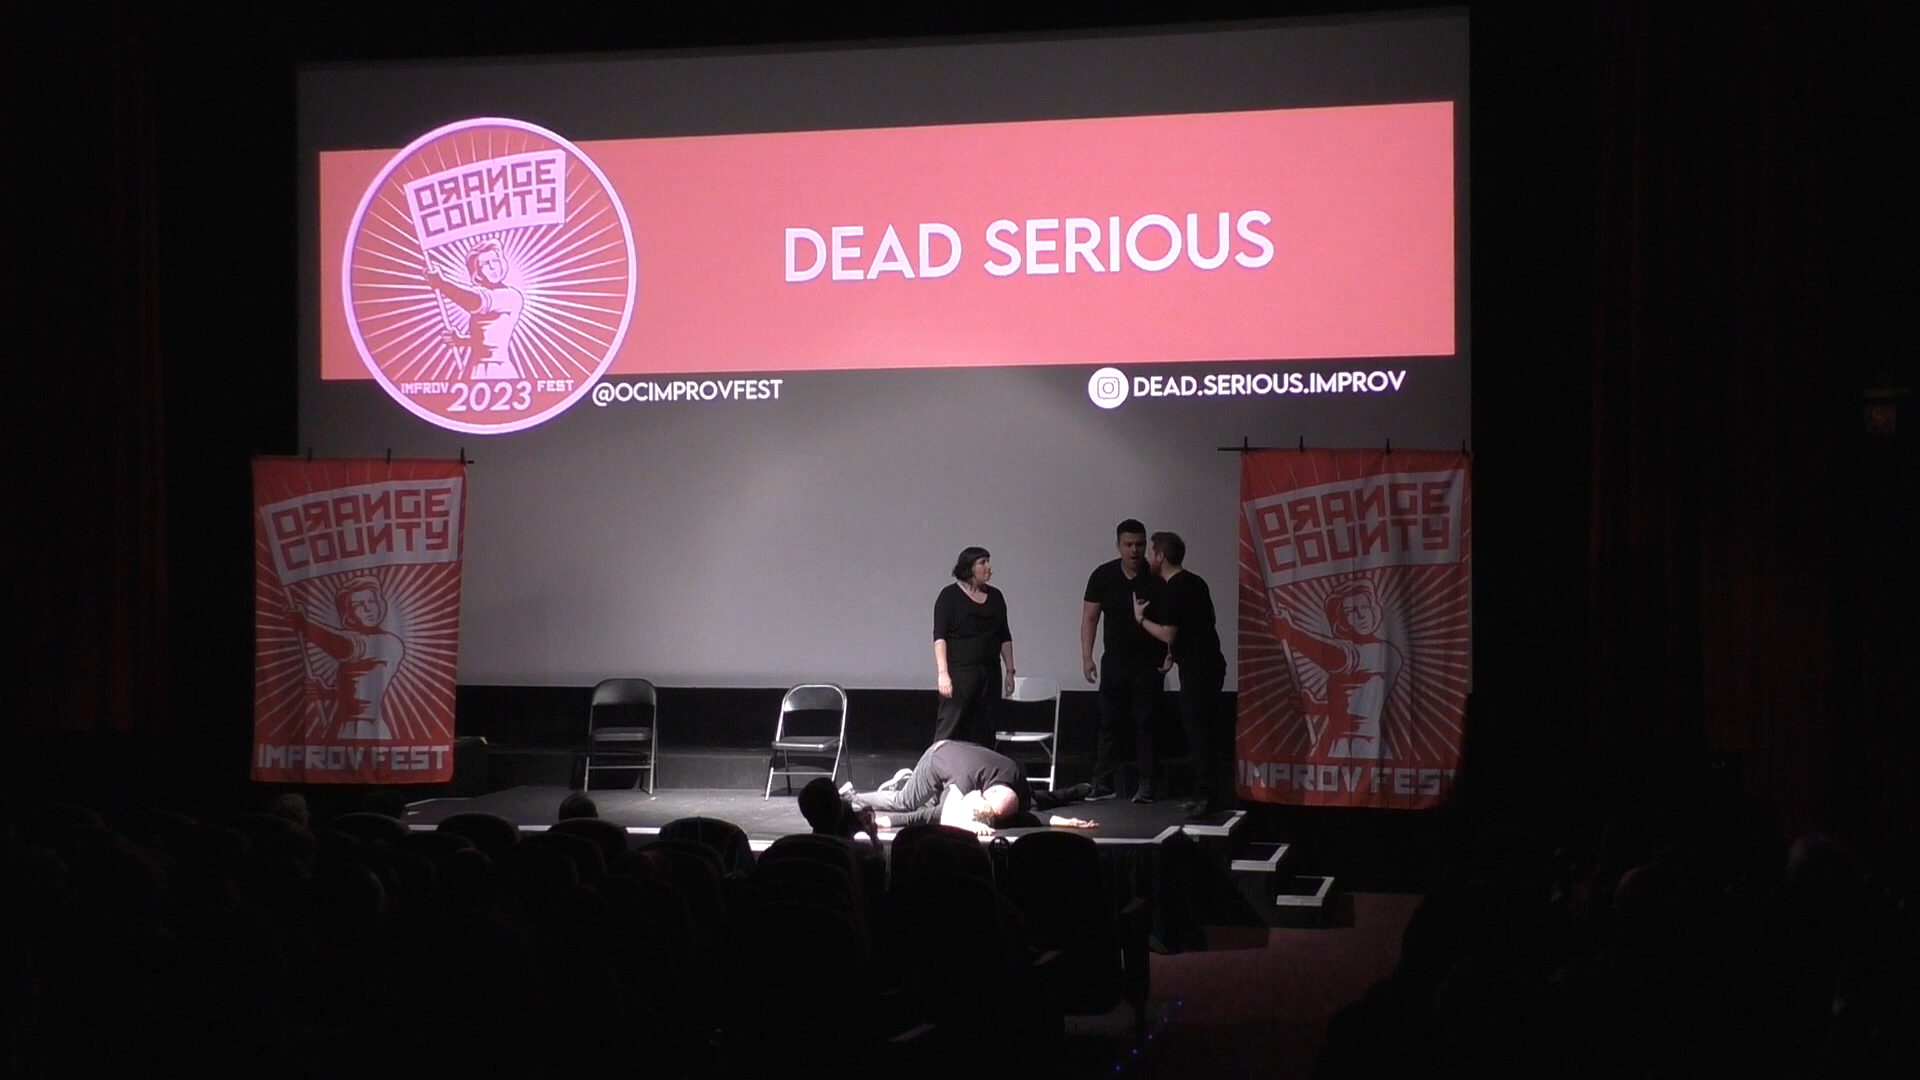 ORANGE
COUNTY
IMPROV 2023 FEST
DEAD SERIOUS
@OCIMPROVFEST
DEAD.SERIOUS.IMPROV
ORANGE
COUNTY
IMPROV FEST
ORANGE
COUNTY
IMPROV FEST